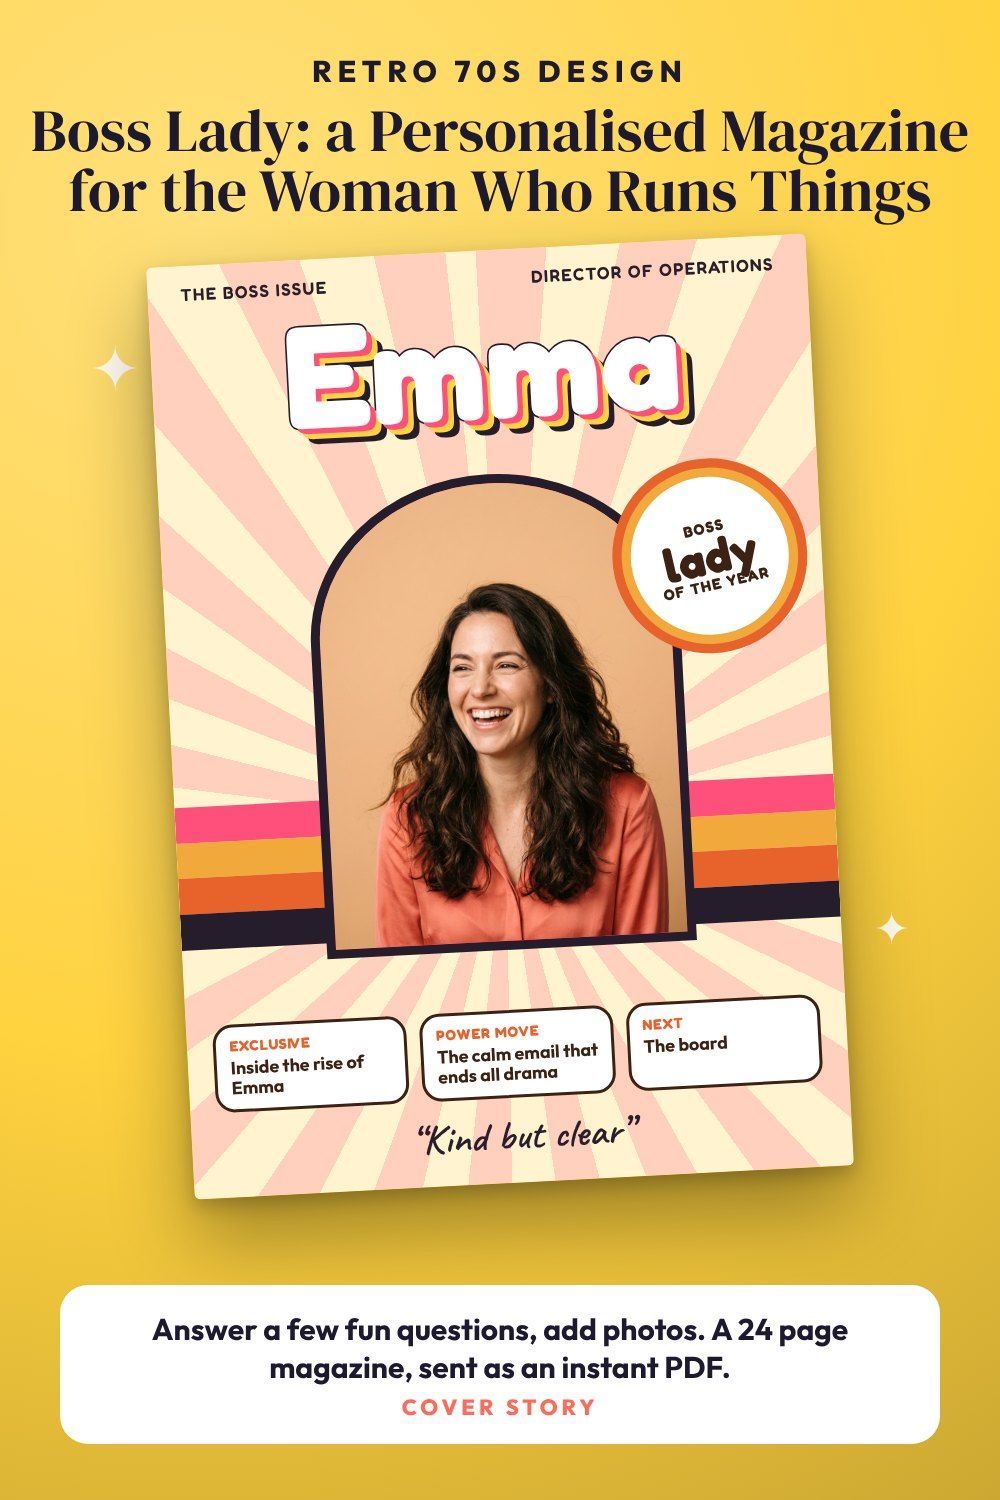 RETRO 70S DESIGN
Boss Lady: a Personalised Magazine
for the Woman Who Runs Things
THE BOSS ISSUE
DIRECTOR OF OPERATIONS
Emma
BOSS
lady
OF THE YEAR
EXCLUSIVE
Inside the rise of
Emma
POWER MOVE
The calm email that
ends all drama
NEXT
The board
“Kind but clear”
Answer a few fun questions, add photos. A 24 page
magazine, sent as an instant PDF.
COVER STORY